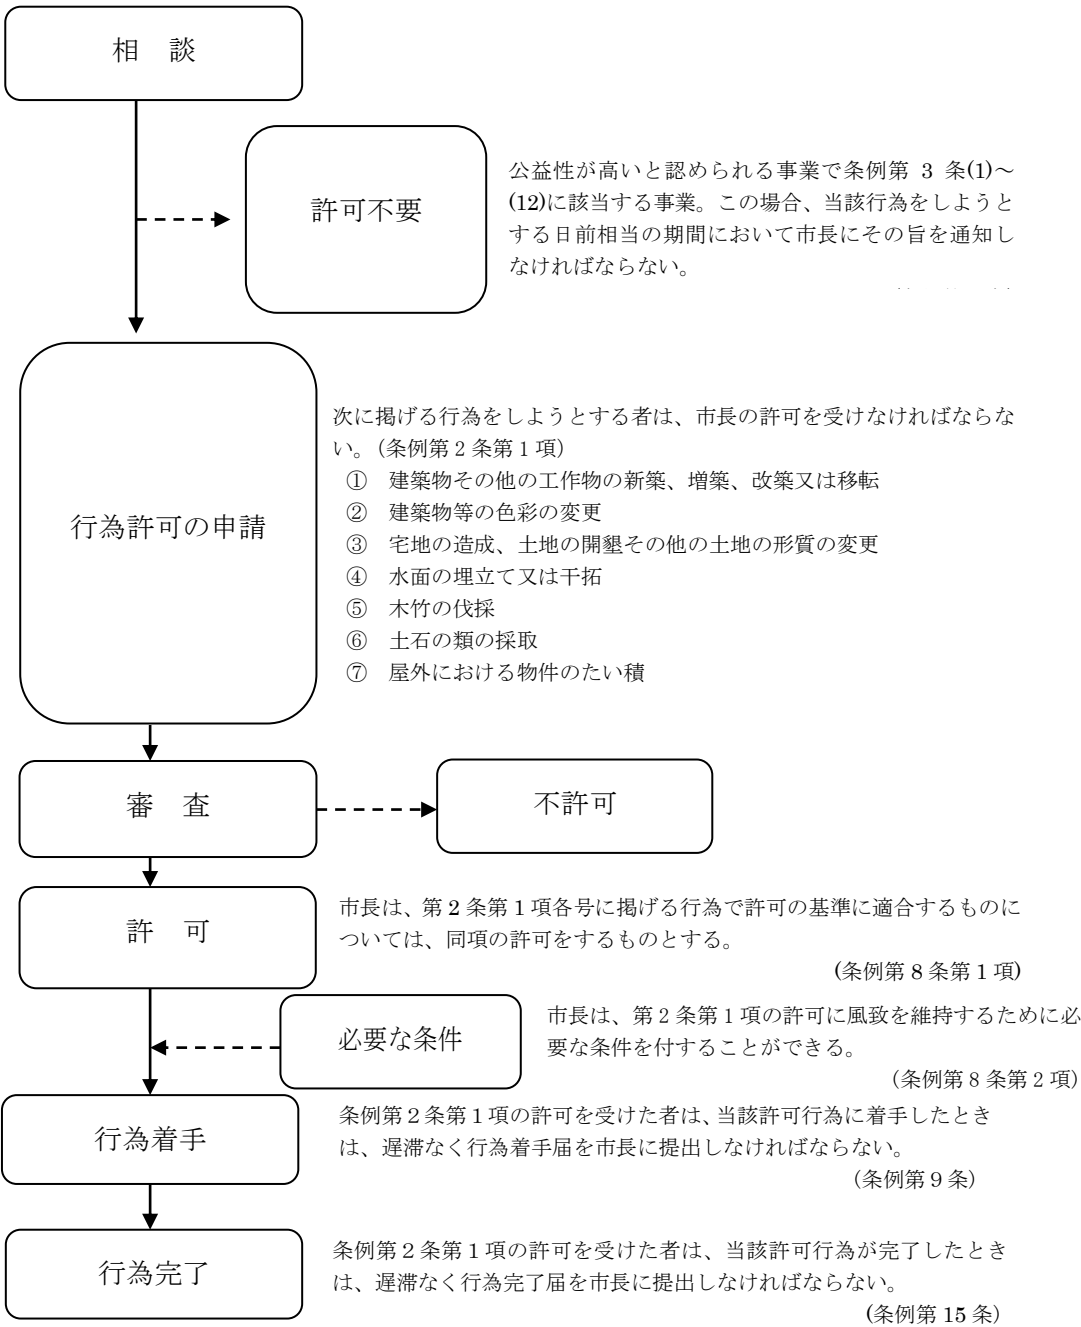 相　談
許可不要
公益性が高いと認められる事業で条例第 3 条(1)～
(12)に該当する事業。この場合、当該行為をしようと
する日前相当の期間において市長にその旨を通知し
なければならない。
行為許可の申請
次に掲げる行為をしようとする者は、市長の許可を受けなければならな
い。(条例第２条第１項)
①　建築物その他の工作物の新築、増築、改築又は移転
②　建築物等の色彩の変更
③　宅地の造成、土地の開墾その他の土地の形質の変更
④　水面の埋立て又は干拓
⑤　木竹の伐採
⑥　土石の類の採取
⑦　屋外における物件のたい積
審　査
不許可
許　可
市長は、第２条第１項各号に掲げる行為で許可の基準に適合するものに
ついては、同項の許可をするものとする。
(条例第８条第１項)
必要な条件
市長は、第２条第１項の許可に風致を維持するために必
要な条件を付することができる。
(条例第８条第２項)
行為着手
条例第２条第１項の許可を受けた者は、当該許可行為に着手したとき
は、遅滞なく行為着手届を市長に提出しなければならない。
(条例第９条)
行為完了
条例第２条第１項の許可を受けた者は、当該許可行為が完了したとき
は、遅滞なく行為完了届を市長に提出しなければならない。
(条例第 15 条)